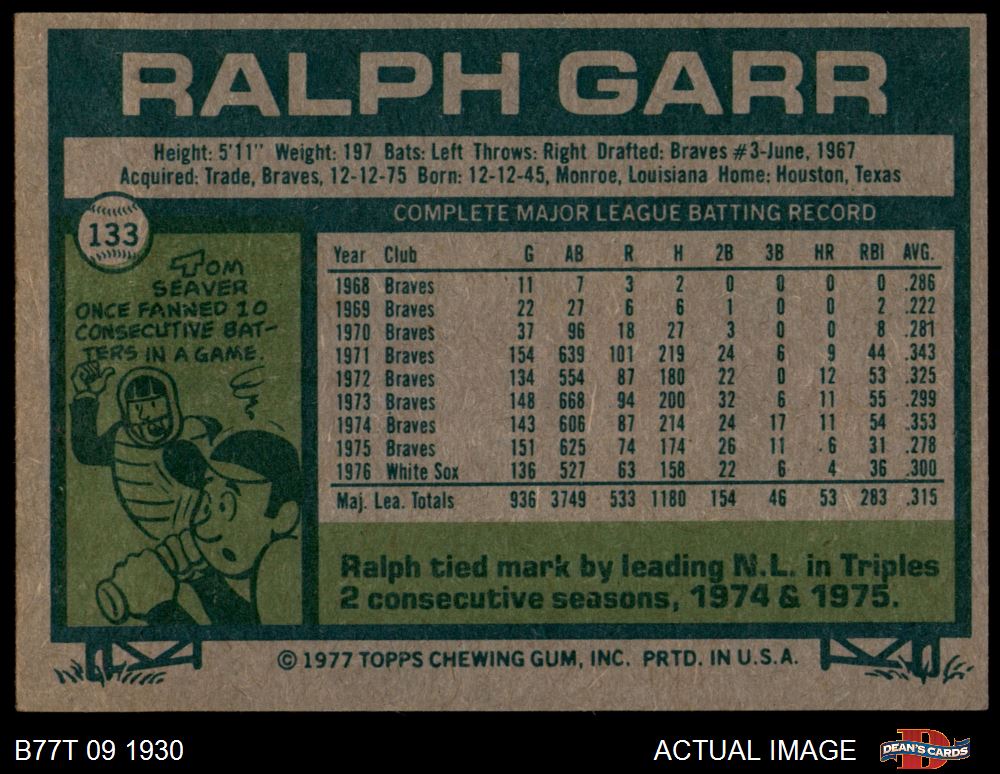 RALPH GARR
Height: 5'11" Weight: 197 Bats: Left Throws: Right Drafted: Braves #3-June, 1967
Acquired: Trade, Braves, 12-12-75 Born: 12-12-45, Monroe, Louisiana Home: Houston, Texas
133
TOM
SEAVER
ONCE FANNED 10
CONSECUTIVE BAT-
TERS IN A GAME.
COMPLETE MAJOR LEAGUE BATTING RECORD
Year Club G AB R H 2B 3B HR RBI AVG.
1968 Braves 11 7 3 2 0 0 0 0 .286
1969 Braves 22 27 6 6 1 0 0 2 .222
1970 Braves 37 96 18 27 3 0 0 8 .281
1971 Braves 154 639 101 219 24 6 9 44 .343
1972 Braves 134 554 87 180 22 0 12 53 .325
1973 Braves 148 668 94 200 32 6 11 55 .299
1974 Braves 143 606 87 214 24 17 11 54 .353
1975 Braves 151 625 74 174 26 11 6 31 .278
1976 White Sox 136 527 63 158 22 6 4 36 .300
Maj. Lea. Totals 936 3749 533 1180 154 46 53 283 .315
Ralph tied mark by leading N.L. in Triples
2 consecutive seasons, 1974 & 1975.
© 1977 TOPPS CHEWING GUM, INC. PRTD. IN U.S.A.
B77T 09 1930
ACTUAL IMAGE
DEAN'S CARDS